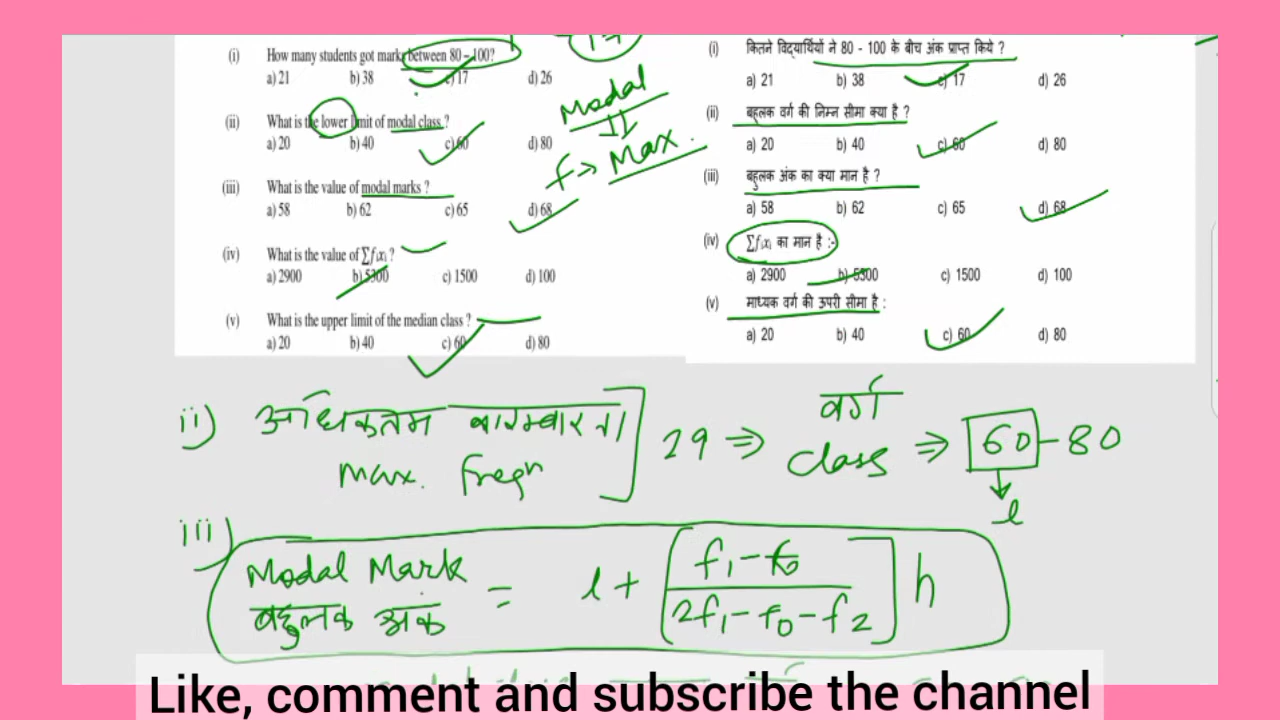 (i) How many students got marks between 80 – 100?
a) 21 b) 38 c) 17 d) 26
(ii) What is the lower limit of modal class ?
a) 20 b) 40 c) 60 d) 80
(iii) What is the value of modal marks ?
a) 58 b) 62 c) 65 d) 68
(iv) What is the value of ∑fixi ?
a) 2900 b) 5300 c) 1500 d) 100
(v) What is the upper limit of the median class ?
a) 20 b) 40 c) 60 d) 80
Modal
f → Max.
(i) कितने विद्यार्थियों ने 80 - 100 के बीच अंक प्राप्त किये ?
a) 21 b) 38 c) 17 d) 26
(ii) बहुलक वर्ग की निम्न सीमा क्या है ?
a) 20 b) 40 c) 60 d) 80
(iii) बहुलक अंक का क्या मान है ?
a) 58 b) 62 c) 65 d) 68
(iv) ∑fixi का मान है :-
a) 2900 b) 5300 c) 1500 d) 100
(v) माध्यक वर्ग की ऊपरी सीमा है :
a) 20 b) 40 c) 60 d) 80
ii) अधिकतम बारम्बारता ] 29 ⇒ वर्ग
max. freqn class ⇒ 60-80
l
iii) Modal Mark
बहुलक अंक = l + [ f1 - f0 / 2f1 - f0 - f2 ] h
Like, comment and subscribe the channel